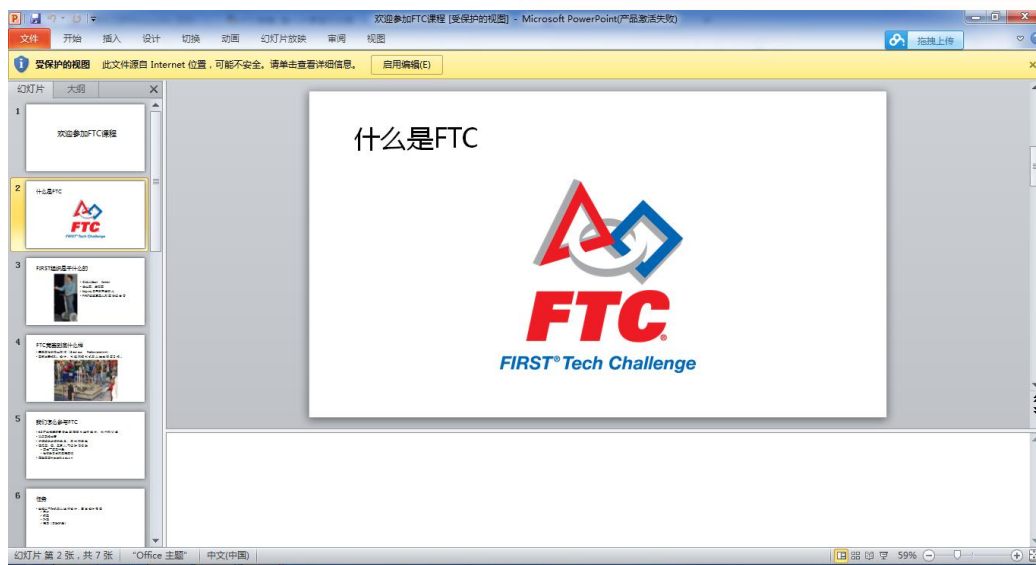 欢迎参加FTC课程 [受保护的视图] - Microsoft PowerPoint(产品激活失败)
文件 开始 插入 设计 切换 动画 幻灯片放映 审阅 视图 拖拽上传
受保护的视图 此文件源自 Internet 位置，可能不安全。请单击查看详细信息。 启用编辑(E)
幻灯片 大纲
1
欢迎参加FTC课程
2
什么是FTC
FTC
FIRST® Tech Challenge
3
FIRST组织是干什么的
4
FTC竞赛到底什么样
5
我们怎么参与FTC
6
任务
什么是FTC
FTC®
FIRST® Tech Challenge
幻灯片 第 2 张，共 7 张 "Office 主题" 中文(中国) 59%